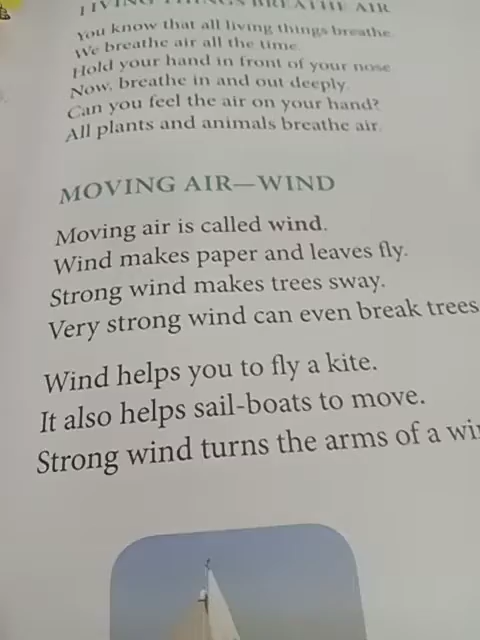 LIVING THINGS BREATHE AIR
You know that all living things breathe.
We breathe air all the time.
Hold your hand in front of your nose.
Now, breathe in and out deeply.
Can you feel the air on your hand?
All plants and animals breathe air.
MOVING AIR—WIND
Moving air is called wind.
Wind makes paper and leaves fly.
Strong wind makes trees sway.
Very strong wind can even break trees
Wind helps you to fly a kite.
It also helps sail-boats to move.
Strong wind turns the arms of a